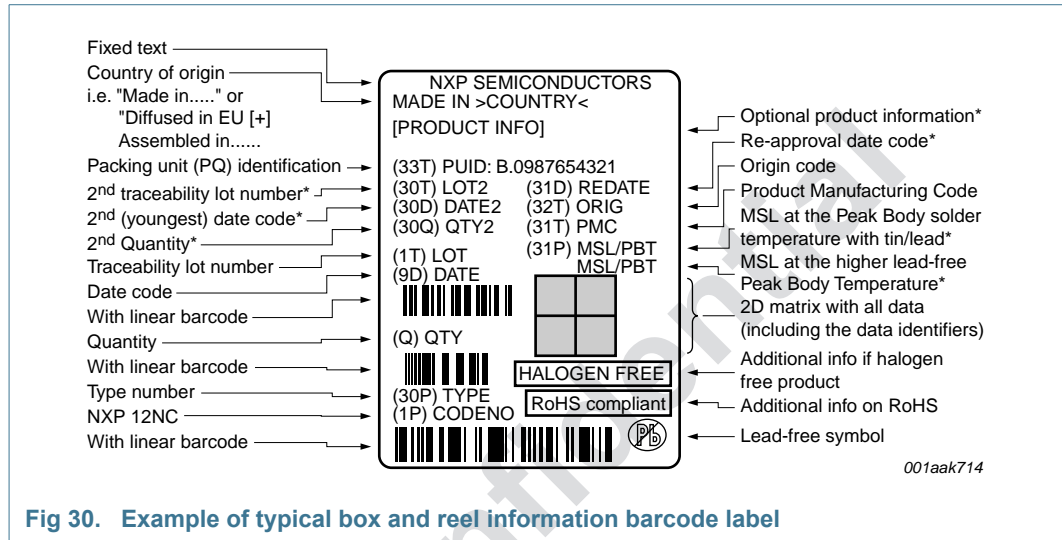 Fixed text
Country of origin
i.e. "Made in....." or
"Diffused in EU [+]
Assembled in......
Packing unit (PQ) identification
2nd traceability lot number*
2nd (youngest) date code*
2nd Quantity*
Traceability lot number
Date code
With linear barcode
Quantity
With linear barcode
Type number
NXP 12NC
With linear barcode
NXP SEMICONDUCTORS
MADE IN >COUNTRY<
[PRODUCT INFO]
(33T) PUID: B.0987654321
(30T) LOT2 (31D) REDATE
(30D) DATE2 (32T) ORIG
(30Q) QTY2 (31T) PMC
(31P) MSL/PBT
(1T) LOT MSL/PBT
(9D) DATE
(Q) QTY
HALOGEN FREE
(30P) TYPE
(1P) CODENO
RoHS compliant
Pb
Optional product information*
Re-approval date code*
Origin code
Product Manufacturing Code
MSL at the Peak Body solder
temperature with tin/lead*
MSL at the higher lead-free
Peak Body Temperature*
2D matrix with all data
(including the data identifiers)
Additional info if halogen
free product
Additional info on RoHS
Lead-free symbol
001aak714
Fig 30. Example of typical box and reel information barcode label